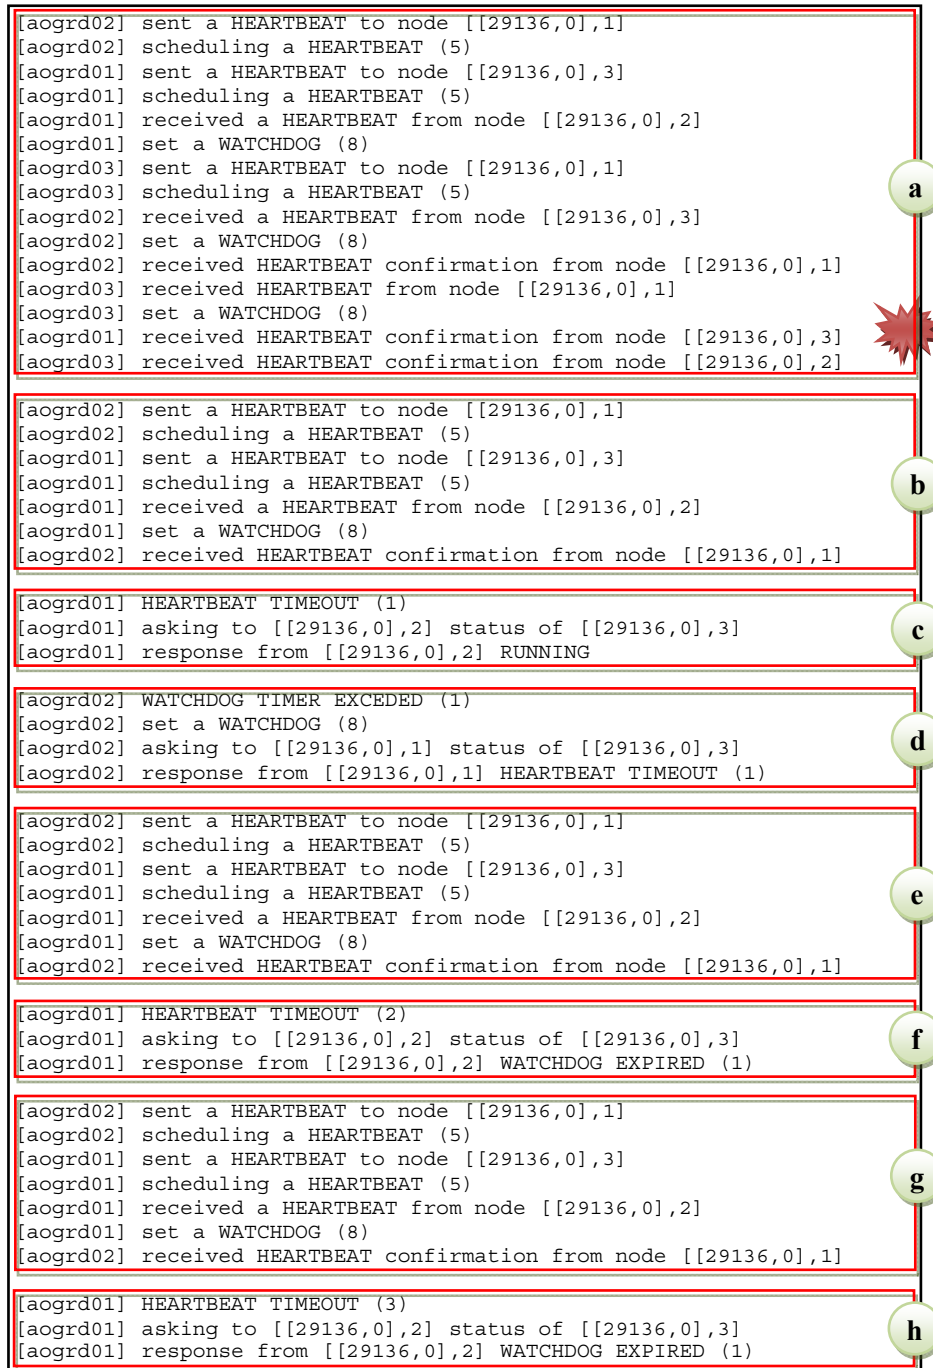 [aogrd02] sent a HEARTBEAT to node [[29136,0],1]
[aogrd02] scheduling a HEARTBEAT (5)
[aogrd01] sent a HEARTBEAT to node [[29136,0],3]
[aogrd01] scheduling a HEARTBEAT (5)
[aogrd01] received a HEARTBEAT from node [[29136,0],2]
[aogrd01] set a WATCHDOG (8)
[aogrd03] sent a HEARTBEAT to node [[29136,0],1]
[aogrd03] scheduling a HEARTBEAT (5)
a
[aogrd02] received a HEARTBEAT from node [[29136,0],3]
[aogrd02] set a WATCHDOG (8)
[aogrd02] received HEARTBEAT confirmation from node [[29136,0],1]
[aogrd03] received HEARTBEAT from node [[29136,0],1]
[aogrd03] set a WATCHDOG (8)
[aogrd01] received HEARTBEAT confirmation from node [[29136,0],3]
[aogrd03] received HEARTBEAT confirmation from node [[29136,0],2]
[aogrd02] sent a HEARTBEAT to node [[29136,0],1]
[aogrd02] scheduling a HEARTBEAT (5)
[aogrd01] sent a HEARTBEAT to node [[29136,0],3]
[aogrd01] scheduling a HEARTBEAT (5)
b
[aogrd01] received a HEARTBEAT from node [[29136,0],2]
[aogrd01] set a WATCHDOG (8)
[aogrd02] received HEARTBEAT confirmation from node [[29136,0],1]
[aogrd01] HEARTBEAT TIMEOUT (1)
[aogrd01] asking to [[29136,0],2] status of [[29136,0],3]
c
[aogrd01] response from [[29136,0],2] RUNNING
[aogrd02] WATCHDOG TIMER EXCEDED (1)
[aogrd02] set a WATCHDOG (8)
d
[aogrd02] asking to [[29136,0],1] status of [[29136,0],3]
[aogrd02] response from [[29136,0],1] HEARTBEAT TIMEOUT (1)
[aogrd02] sent a HEARTBEAT to node [[29136,0],1]
[aogrd02] scheduling a HEARTBEAT (5)
[aogrd01] sent a HEARTBEAT to node [[29136,0],3]
[aogrd01] scheduling a HEARTBEAT (5)
e
[aogrd01] received a HEARTBEAT from node [[29136,0],2]
[aogrd01] set a WATCHDOG (8)
[aogrd02] received HEARTBEAT confirmation from node [[29136,0],1]
[aogrd01] HEARTBEAT TIMEOUT (2)
[aogrd01] asking to [[29136,0],2] status of [[29136,0],3]
f
[aogrd01] response from [[29136,0],2] WATCHDOG EXPIRED (1)
[aogrd02] sent a HEARTBEAT to node [[29136,0],1]
[aogrd02] scheduling a HEARTBEAT (5)
[aogrd01] sent a HEARTBEAT to node [[29136,0],3]
[aogrd01] scheduling a HEARTBEAT (5)
g
[aogrd01] received a HEARTBEAT from node [[29136,0],2]
[aogrd01] set a WATCHDOG (8)
[aogrd02] received HEARTBEAT confirmation from node [[29136,0],1]
[aogrd01] HEARTBEAT TIMEOUT (3)
[aogrd01] asking to [[29136,0],2] status of [[29136,0],3]
h
[aogrd01] response from [[29136,0],2] WATCHDOG EXPIRED (1)